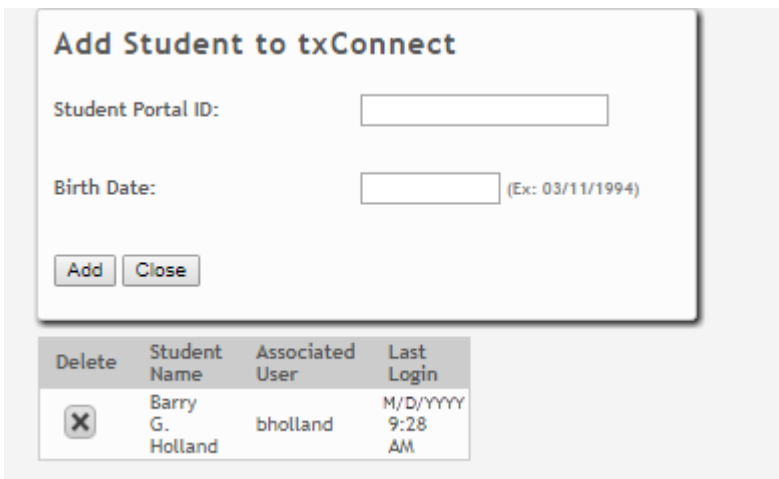 Add Student to txConnect
Student Portal ID:
Birth Date: (Ex: 03/11/1994)
Add Close
Delete Student Name Associated User Last Login
Barry G. Holland bholland M/D/YYYY 9:28 AM